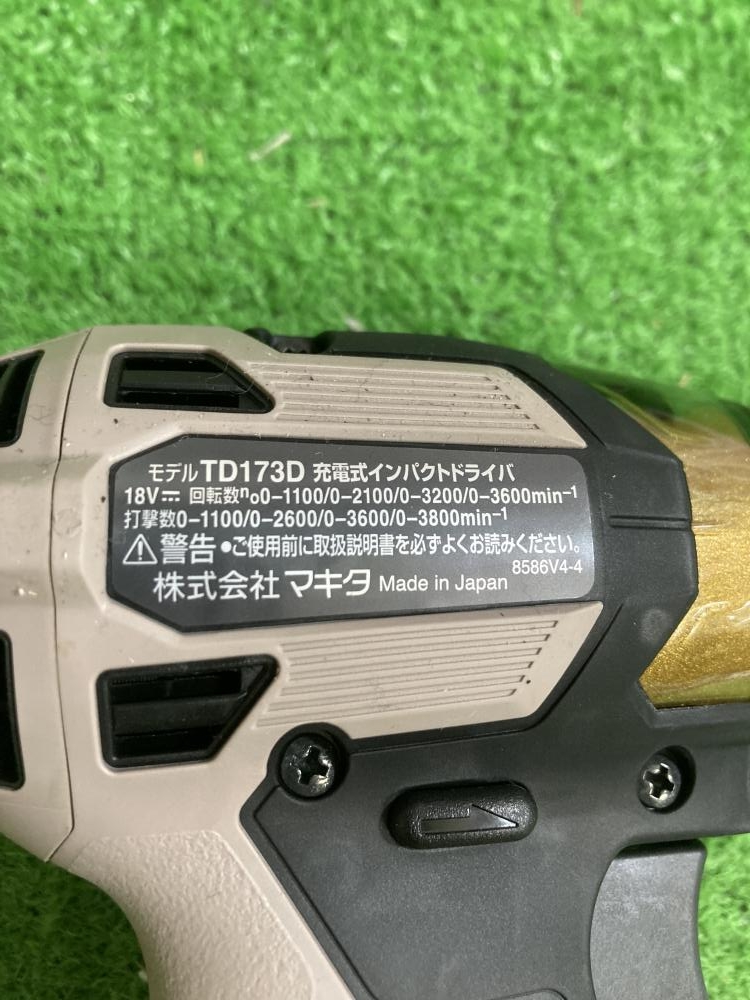 モデル TD173D 充電式インパクトドライバ
18V⎓ 回転数n₀0-1100/0-2100/0-3200/0-3600min⁻¹
打撃数0-1100/0-2600/0-3600/0-3800min⁻¹
⚠警告 ●ご使用前に取扱説明書を必ずよくお読みください。
8586V4-4
株式会社 マキタ Made in Japan